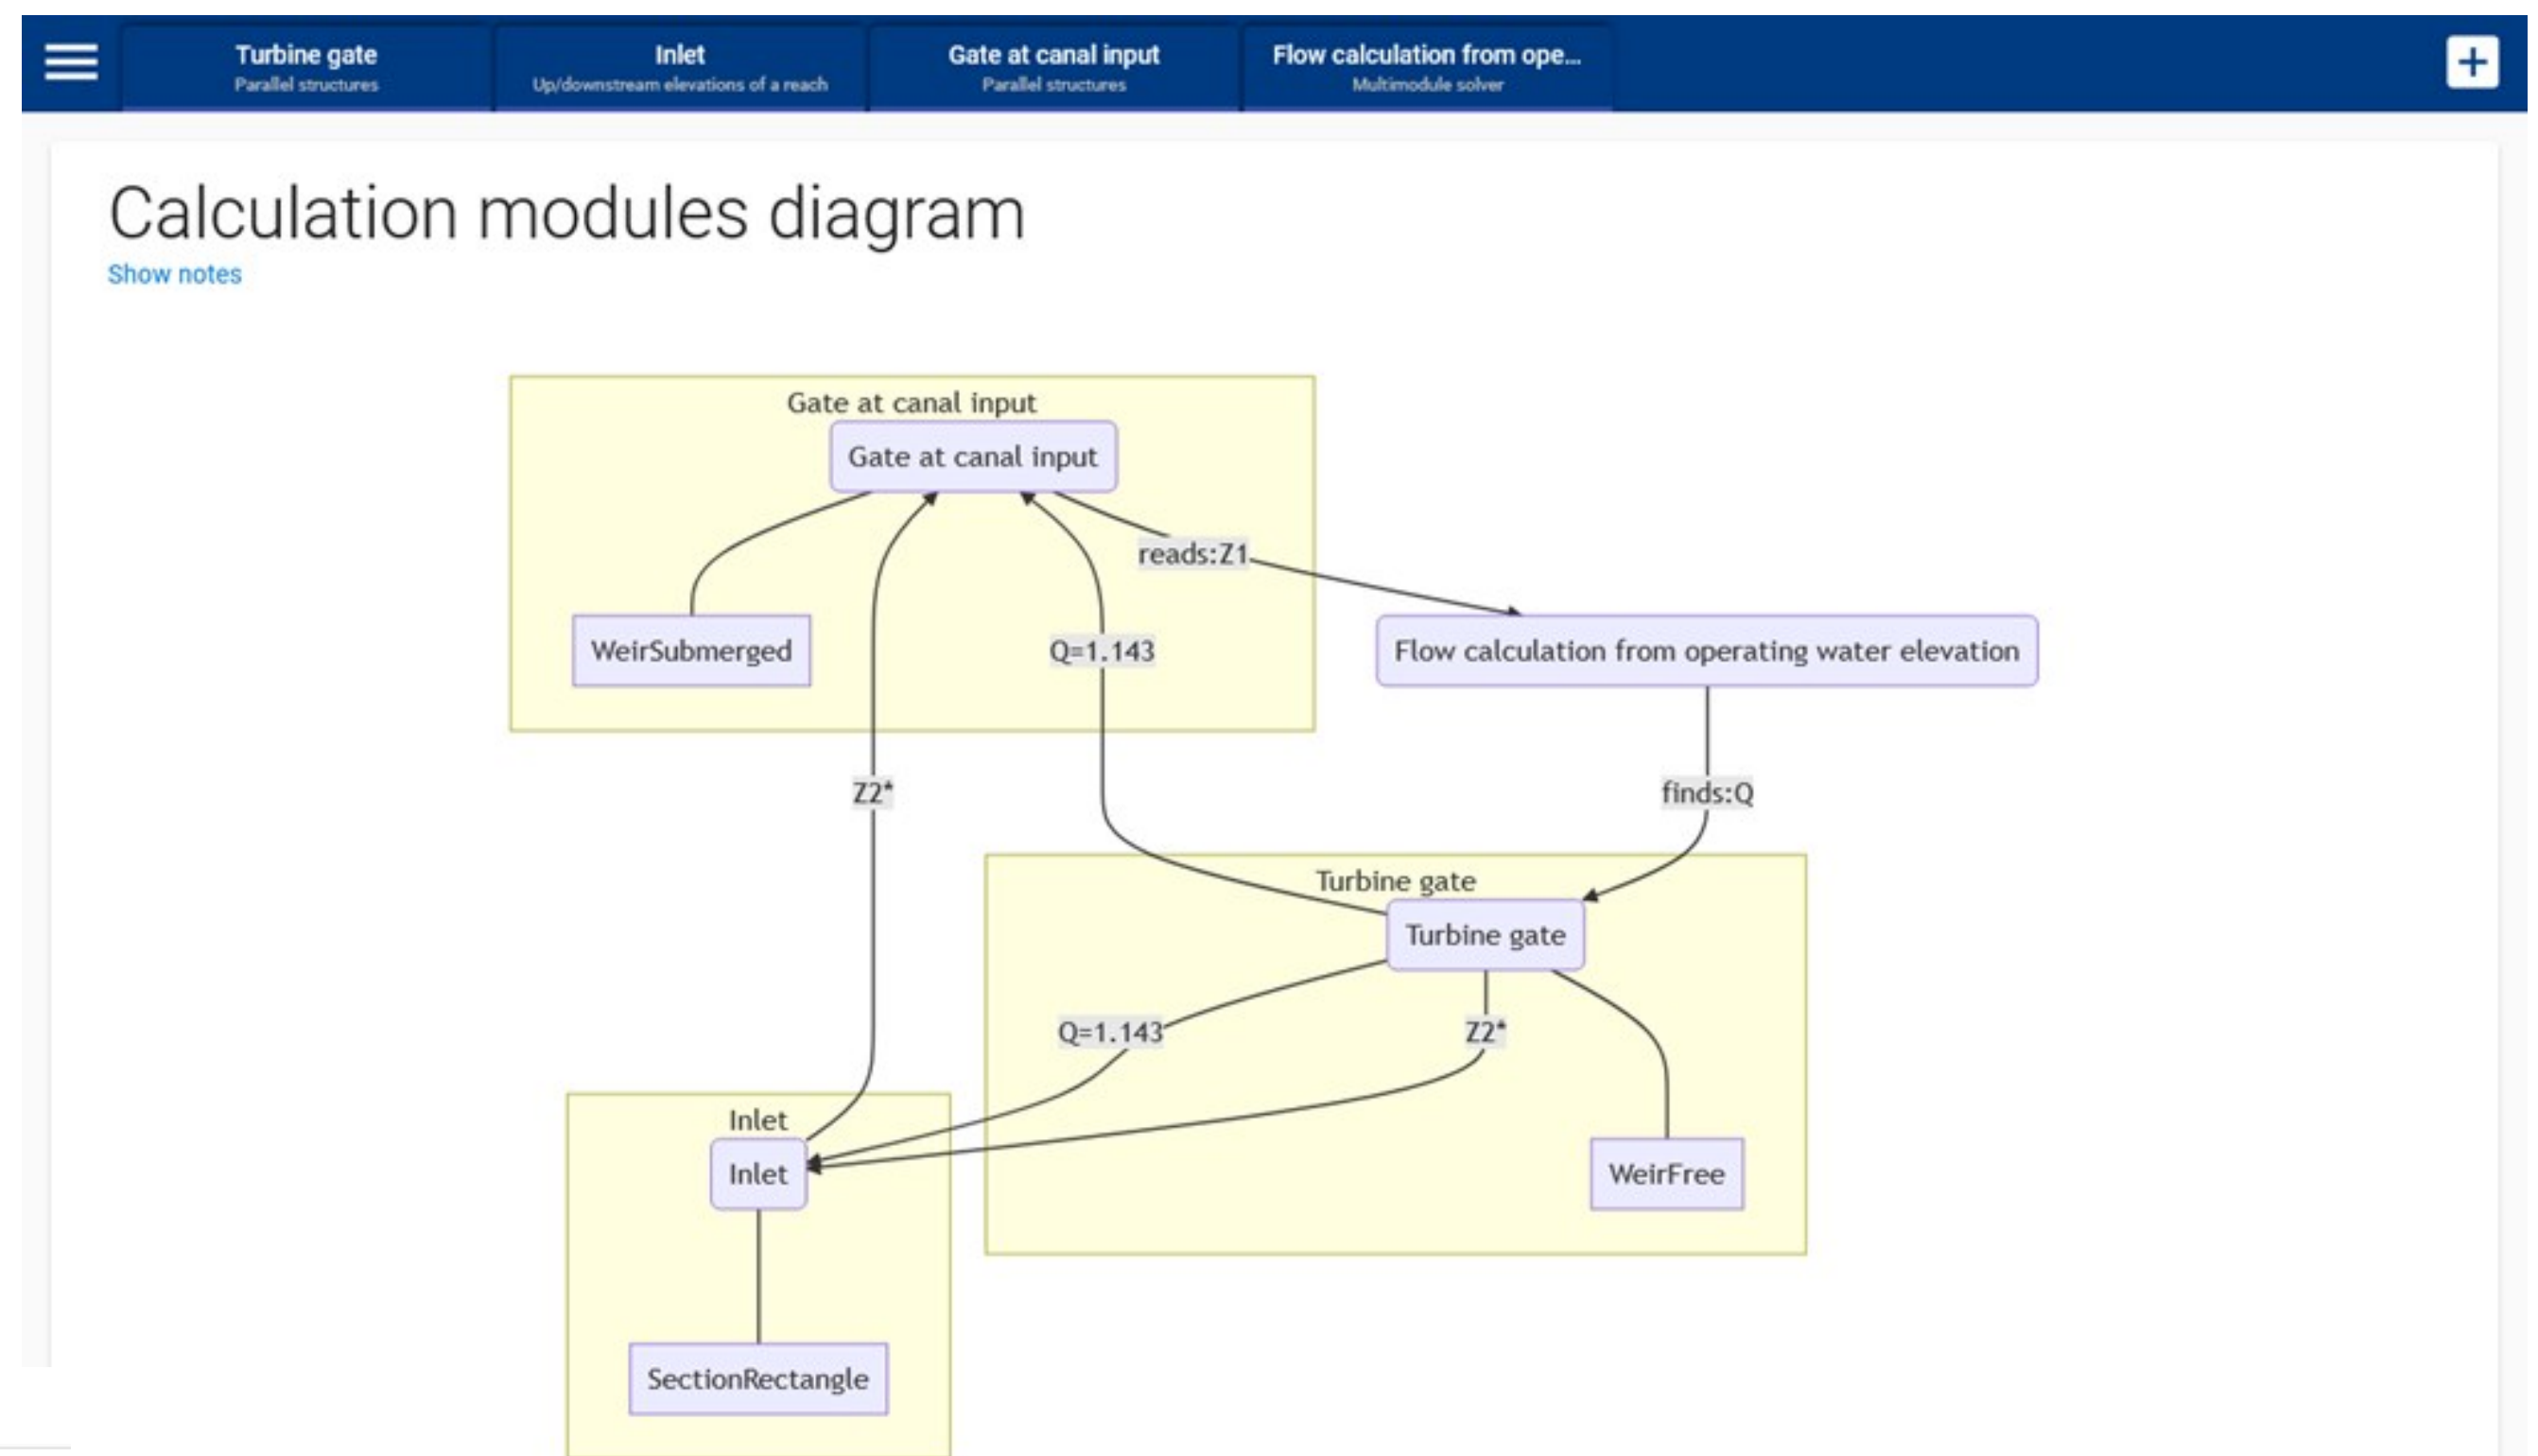 Turbine gate
Parallel structures
Inlet
Up/downstream elevations of a reach
Gate at canal input
Parallel structures
Flow calculation from ope...
Multimodule solver
Calculation modules diagram
Show notes
Gate at canal input
Gate at canal input
reads:Z1
WeirSubmerged
Q=1.143
Flow calculation from operating water elevation
Z2*
finds:Q
Turbine gate
Turbine gate
Q=1.143
Z2*
Inlet
Inlet
WeirFree
SectionRectangle